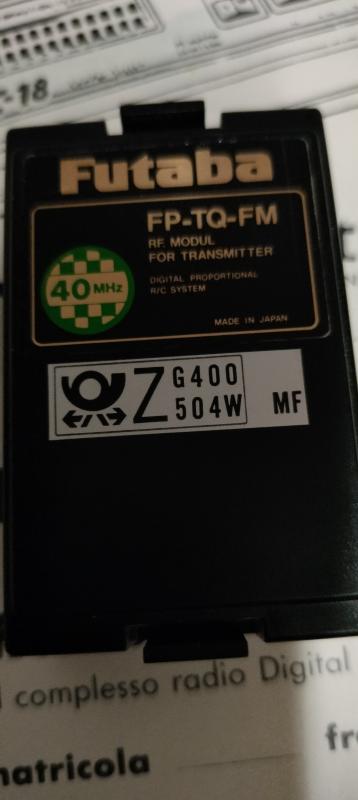 -18
Futaba
FP-TQ-FM
RF. MODUL
FOR TRANSMITTER
40 MHz
DIGITAL PROPORTIONAL
R/C SYSTEM
MADE IN JAPAN
Z G400
504W MF
complesso radio Digital
matricola